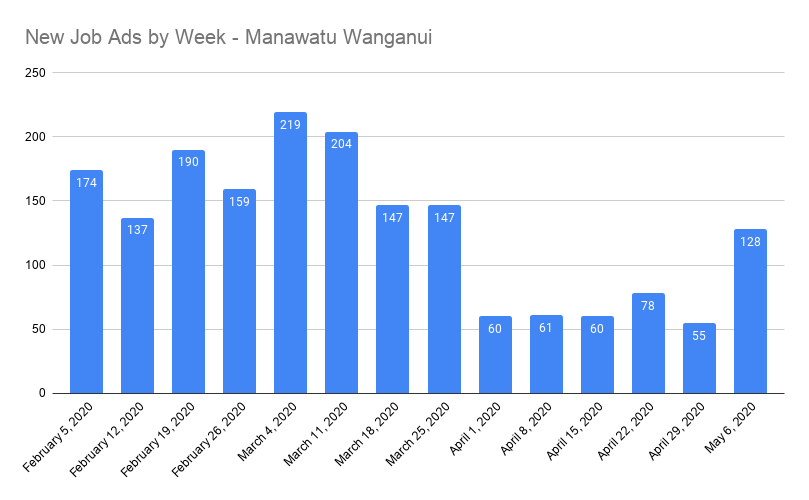 New Job Ads by Week - Manawatu Wanganui
250
200
150
100
50
0
174
137
190
159
219
204
147
147
60
61
60
78
55
128
February 5, 2020
February 12, 2020
February 19, 2020
February 26, 2020
March 4, 2020
March 11, 2020
March 18, 2020
March 25, 2020
April 1, 2020
April 8, 2020
April 15, 2020
April 22, 2020
April 29, 2020
May 6, 2020